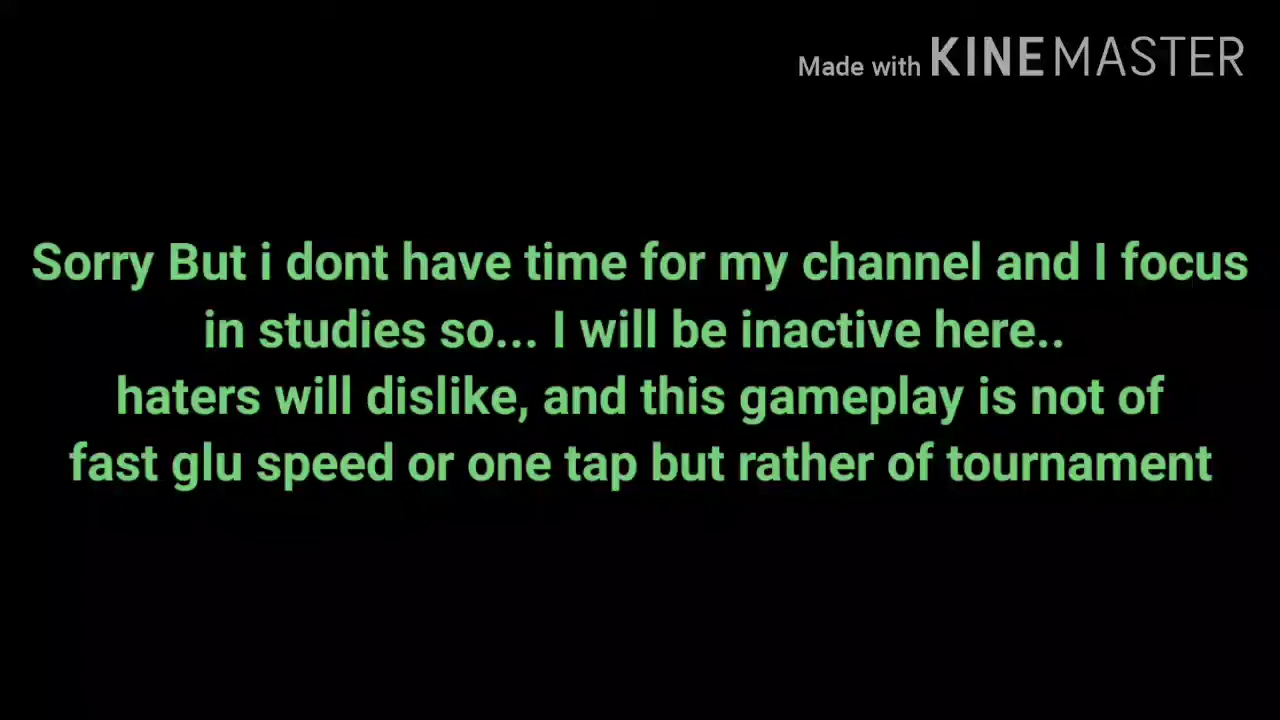 Made with KINEMASTER
Sorry But i dont have time for my channel and I focus
in studies so... I will be inactive here..
haters will dislike, and this gameplay is not of
fast glu speed or one tap but rather of tournament